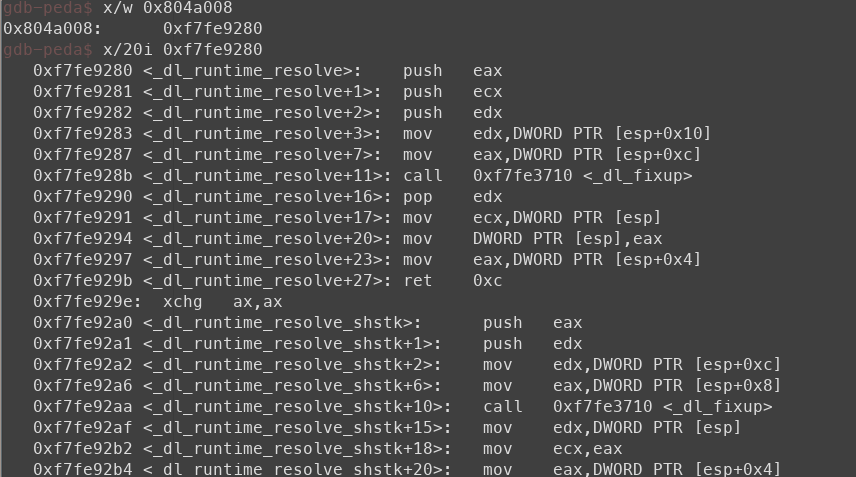 gdb-peda$ x/w 0x804a008
0x804a008:      0xf7fe9280
gdb-peda$ x/20i 0xf7fe9280
   0xf7fe9280 <_dl_runtime_resolve>:    push   eax
   0xf7fe9281 <_dl_runtime_resolve+1>:  push   ecx
   0xf7fe9282 <_dl_runtime_resolve+2>:  push   edx
   0xf7fe9283 <_dl_runtime_resolve+3>:  mov    edx,DWORD PTR [esp+0x10]
   0xf7fe9287 <_dl_runtime_resolve+7>:  mov    eax,DWORD PTR [esp+0xc]
   0xf7fe928b <_dl_runtime_resolve+11>: call   0xf7fe3710 <_dl_fixup>
   0xf7fe9290 <_dl_runtime_resolve+16>: pop    edx
   0xf7fe9291 <_dl_runtime_resolve+17>: mov    ecx,DWORD PTR [esp]
   0xf7fe9294 <_dl_runtime_resolve+20>: mov    DWORD PTR [esp],eax
   0xf7fe9297 <_dl_runtime_resolve+23>: mov    eax,DWORD PTR [esp+0x4]
   0xf7fe929b <_dl_runtime_resolve+27>: ret    0xc
   0xf7fe929e:  xchg   ax,ax
   0xf7fe92a0 <_dl_runtime_resolve_shstk>:      push   eax
   0xf7fe92a1 <_dl_runtime_resolve_shstk+1>:    push   edx
   0xf7fe92a2 <_dl_runtime_resolve_shstk+2>:    mov    edx,DWORD PTR [esp+0xc]
   0xf7fe92a6 <_dl_runtime_resolve_shstk+6>:    mov    eax,DWORD PTR [esp+0x8]
   0xf7fe92aa <_dl_runtime_resolve_shstk+10>:   call   0xf7fe3710 <_dl_fixup>
   0xf7fe92af <_dl_runtime_resolve_shstk+15>:   mov    edx,DWORD PTR [esp]
   0xf7fe92b2 <_dl_runtime_resolve_shstk+18>:   mov    ecx,eax
   0xf7fe92b4 <_dl_runtime_resolve_shstk+20>:   mov    eax,DWORD PTR [esp+0x4]